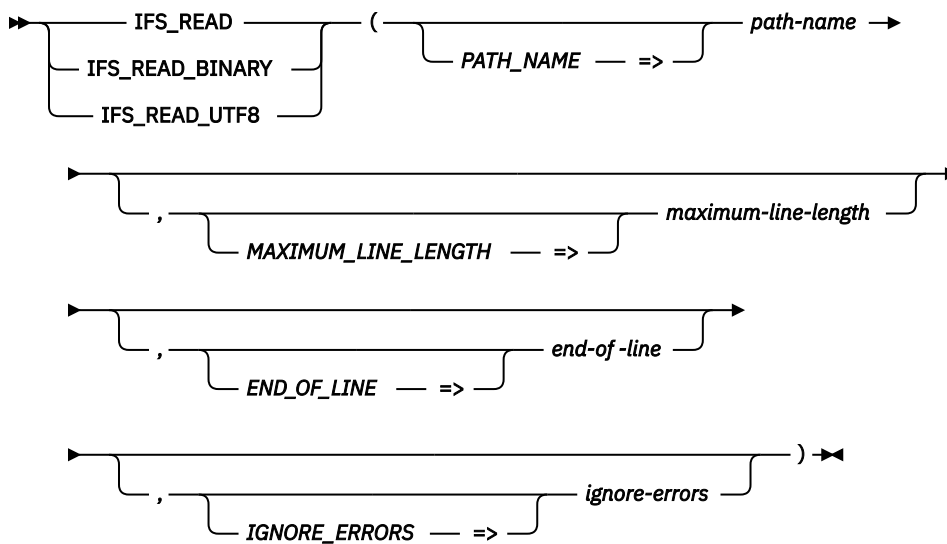 IFS_READ ( path-name
PATH_NAME =>
IFS_READ_BINARY
IFS_READ_UTF8
, maximum-line-length
MAXIMUM_LINE_LENGTH =>
, end-of -line
END_OF_LINE =>
)
, ignore-errors
IGNORE_ERRORS =>